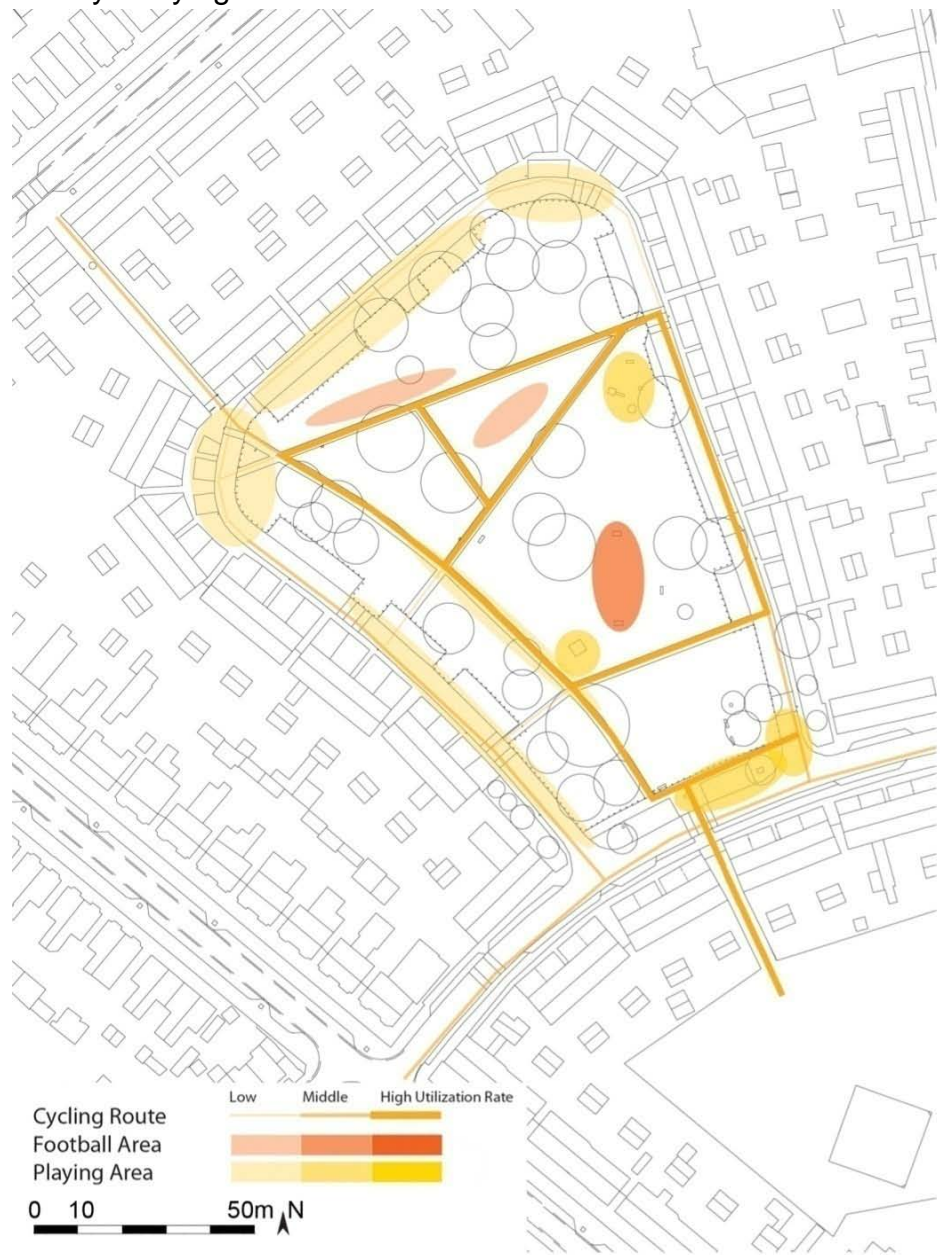 Low Middle High Utilization Rate
Cycling Route
Football Area
Playing Area
0 10 50m N